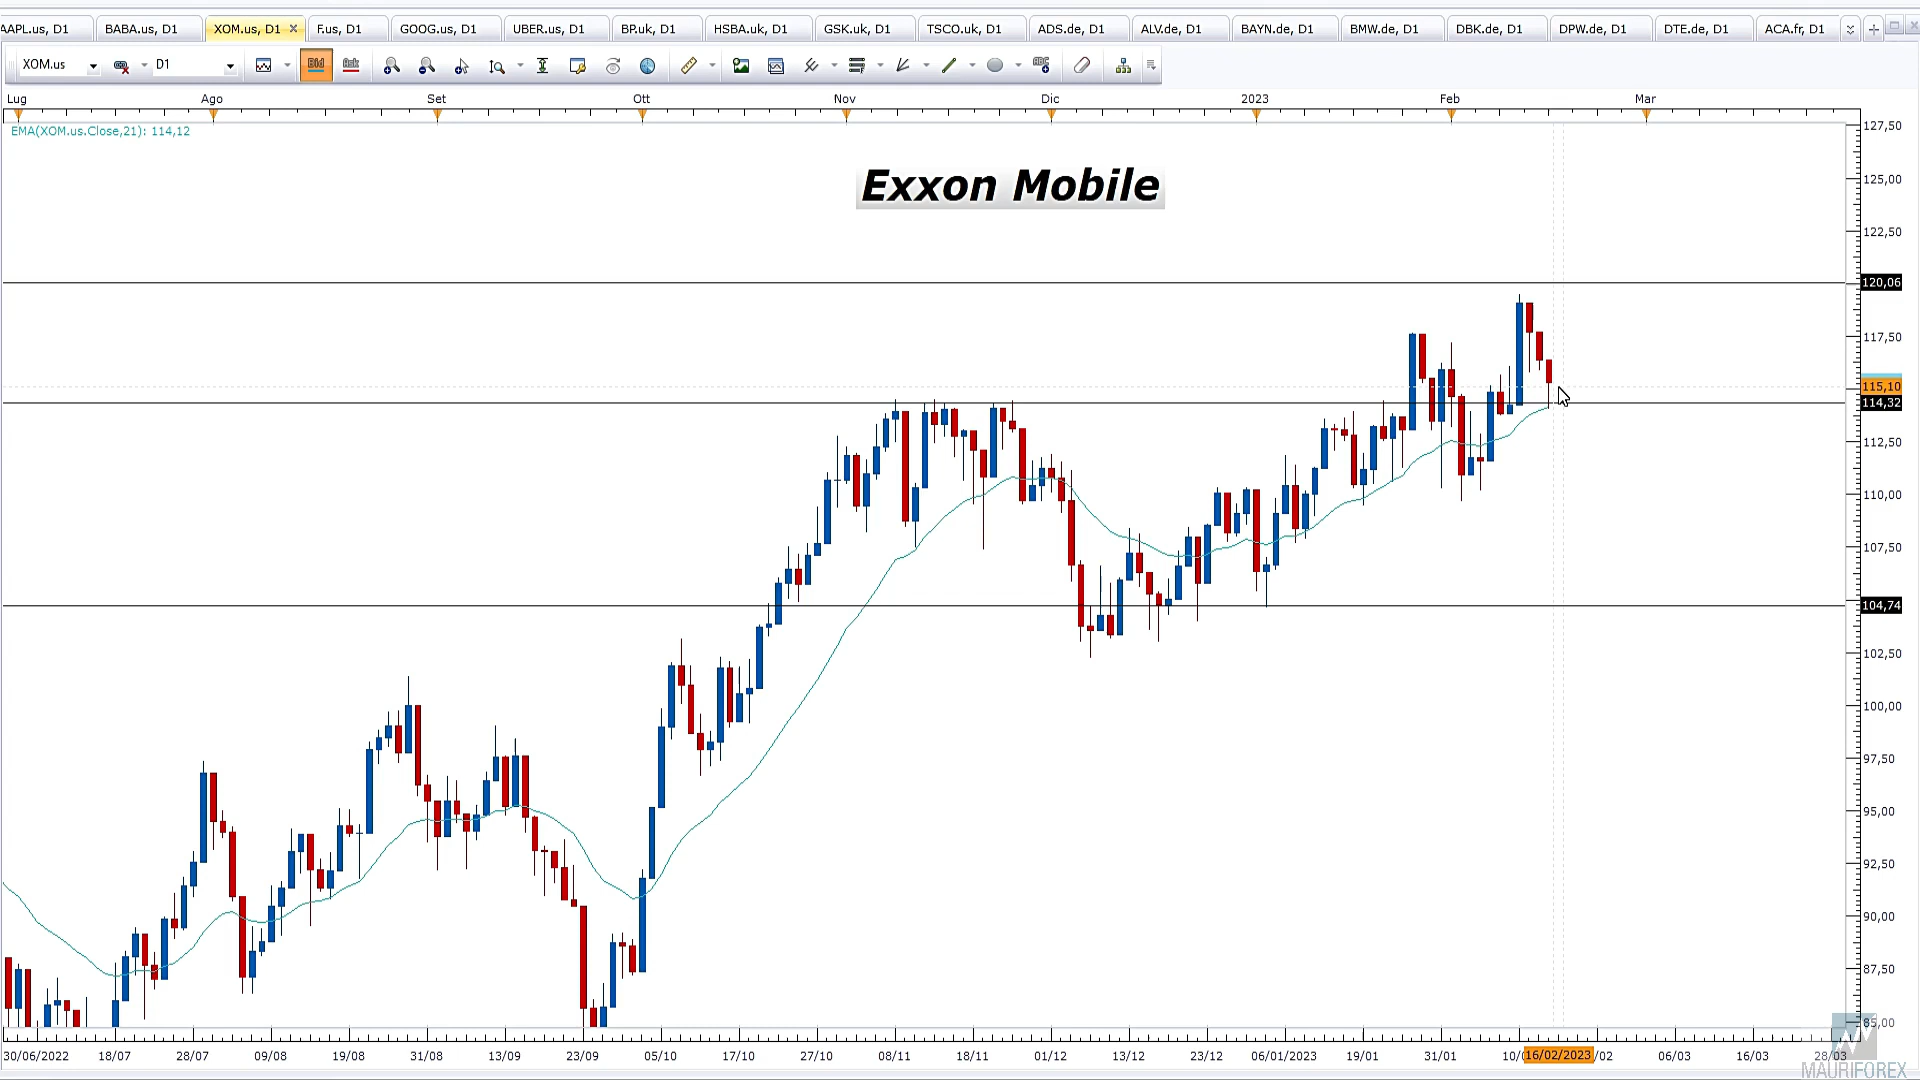 AAPL.us, D1 BABA.us, D1 XOM.us, D1 F.us, D1 GOOG.us, D1 UBER.us, D1 BP.uk, D1 HSBA.uk, D1 GSK.uk, D1 TSCO.uk, D1 ADS.de, D1 ALV.de, D1 BAYN.de, D1 BMW.de, D1 DBK.de, D1 DPW.de, D1 DTE.de, D1 ACA.fr, D1
XOM.us D1 Bid Ask ABC
Lug Ago Set Ott Nov Dic 2023 Feb Mar
EMA(XOM.us.Close,21): 114,12
127,50
Exxon Mobile
125,00
122,50
120,06
117,50
115,10
114,32
112,50
110,00
107,50
104,74
102,50
100,00
97,50
95,00
92,50
90,00
87,50
85,00
30/06/2022 18/07 28/07 09/08 19/08 31/08 13/09 23/09 05/10 17/10 27/10 08/11 18/11 01/12 13/12 23/12 06/01/2023 19/01 31/01 10/ 16/02/2023 /02 06/03 16/03 28/03
MAURIFOREX